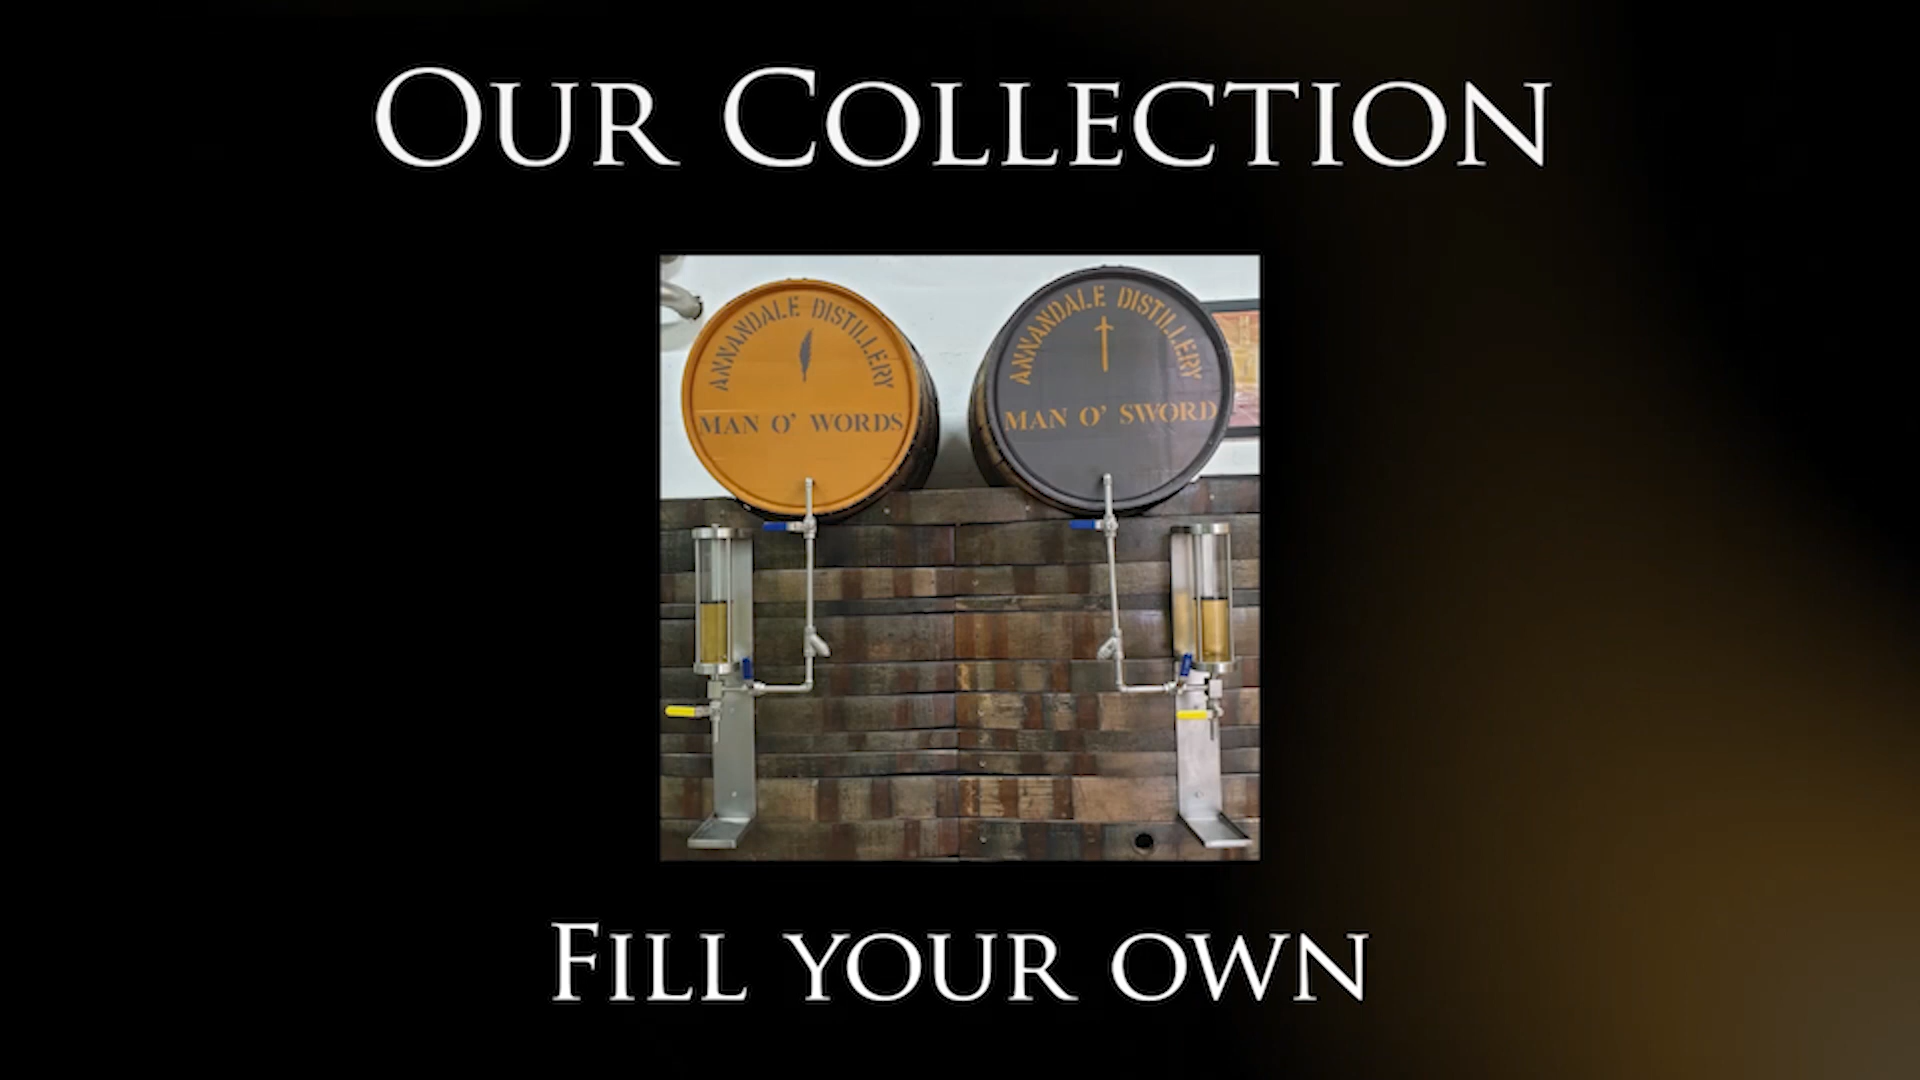 Our Collection
ANNANDALE DISTILLERY
MAN O' WORDS
ANNANDALE DISTILLERY
MAN O' SWORD
Fill your own